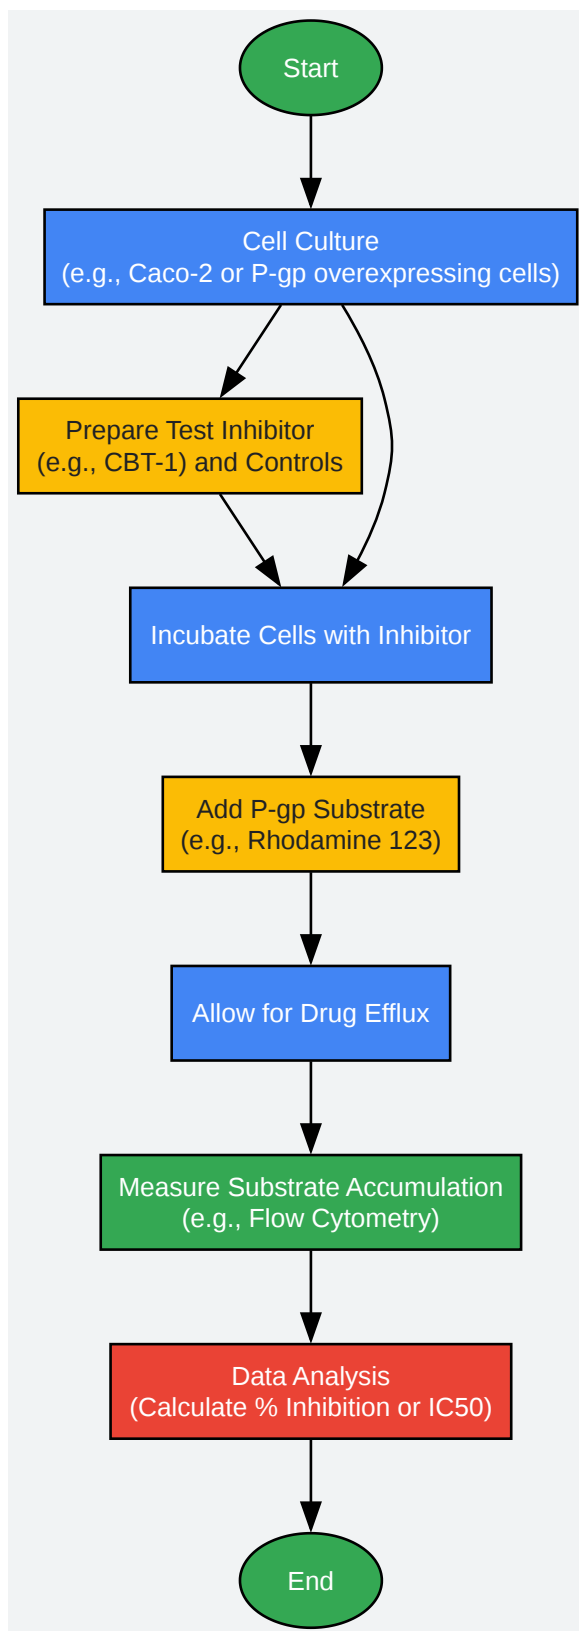 Start
Cell Culture
(e.g., Caco-2 or P-gp overexpressing cells)
Prepare Test Inhibitor
(e.g., CBT-1) and Controls
Incubate Cells with Inhibitor
Add P-gp Substrate
(e.g., Rhodamine 123)
Allow for Drug Efflux
Measure Substrate Accumulation
(e.g., Flow Cytometry)
Data Analysis
(Calculate % Inhibition or IC50)
End